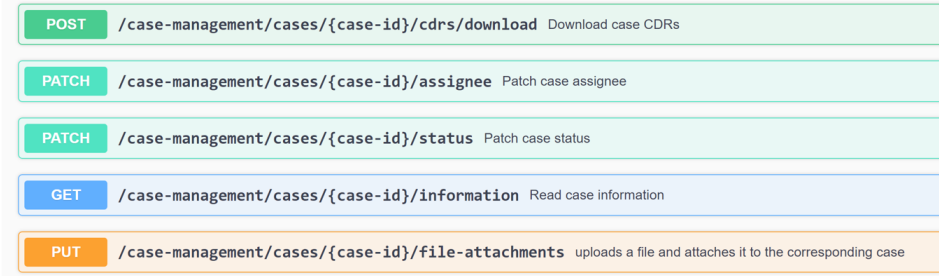 POST /case-management/cases/{case-id}/cdrs/download Download case CDRs
PATCH /case-management/cases/{case-id}/assignee Patch case assignee
PATCH /case-management/cases/{case-id}/status Patch case status
GET /case-management/cases/{case-id}/information Read case information
PUT /case-management/cases/{case-id}/file-attachments uploads a file and attaches it to the corresponding case